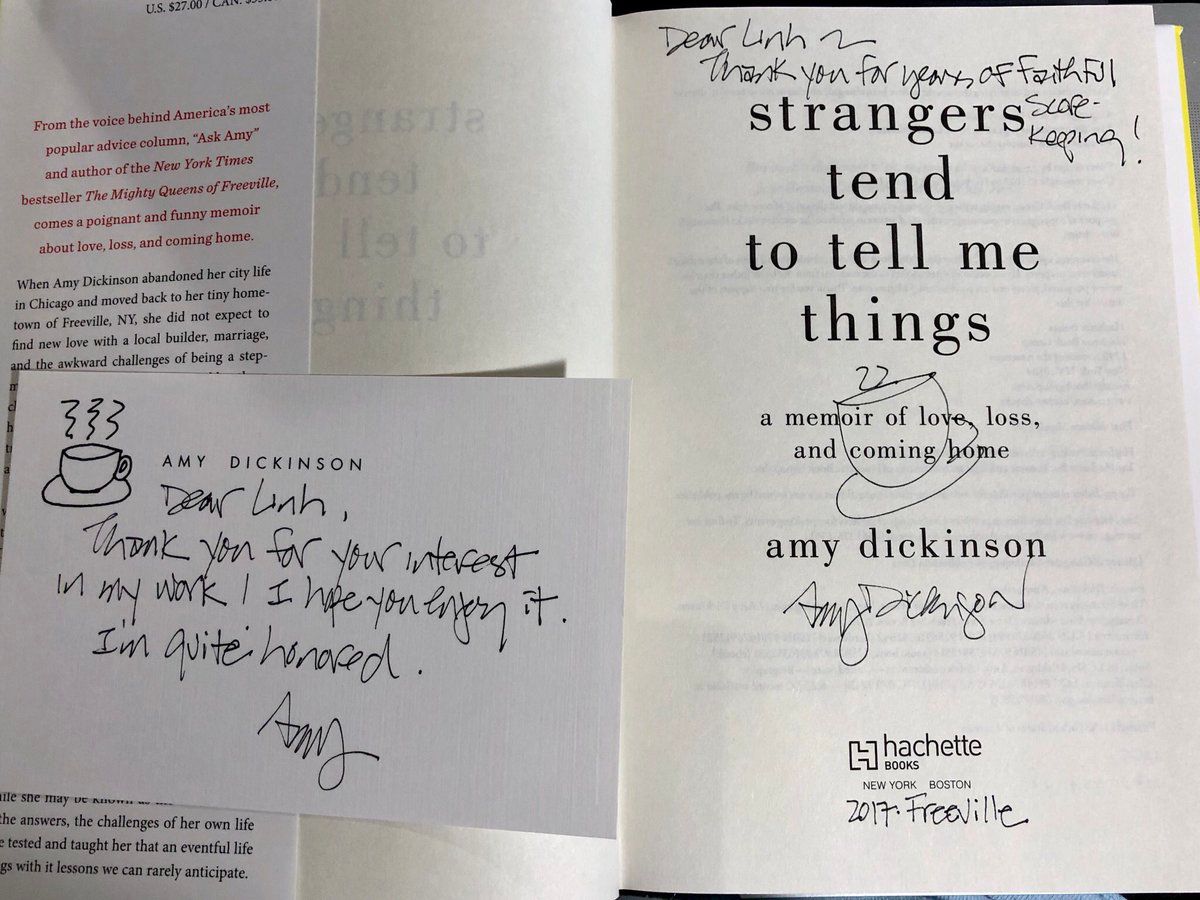 U.S. $27.00 / CAN.
From the voice behind America's most
popular advice column, "Ask Amy"
and author of the New York Times
bestseller The Mighty Queens of Freeville,
comes a poignant and funny memoir
about love, loss, and coming home.
When Amy Dickinson abandoned her city life
in Chicago and moved back to her tiny home-
town of Freeville, NY, she did not expect to
find new love with a local builder, marriage,
and the awkward challenges of being a step-
AMY DICKINSON
Dear Linh,
Thank you for your interest
in my work! I hope you enjoy it.
I'm quite honored.
Amy
she may be known as
the answers, the challenges of her own life
tested and taught her that an eventful life
with it lessons we can rarely anticipate.
Dear Linh ~
Thank you for years of faithful
Score-
Keeping!
strangers
tend
to tell me
things
a memoir of love, loss,
and coming home
amy dickinson
Amy Dickinson
hachette
BOOKS
NEW YORK BOSTON
2017. Freeville